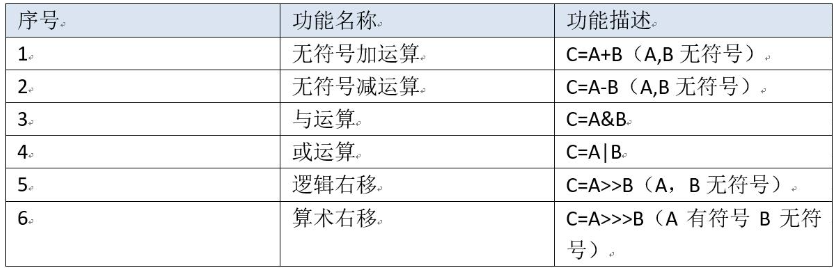 序号 功能名称 功能描述
1 无符号加运算 C=A+B（A,B 无符号）
2 无符号减运算 C=A-B（A,B 无符号）
3 与运算 C=A&B
4 或运算 C=A|B
5 逻辑右移 C=A>>B（A，B 无符号）
6 算术右移 C=A>>>B（A 有符号 B 无符
号）